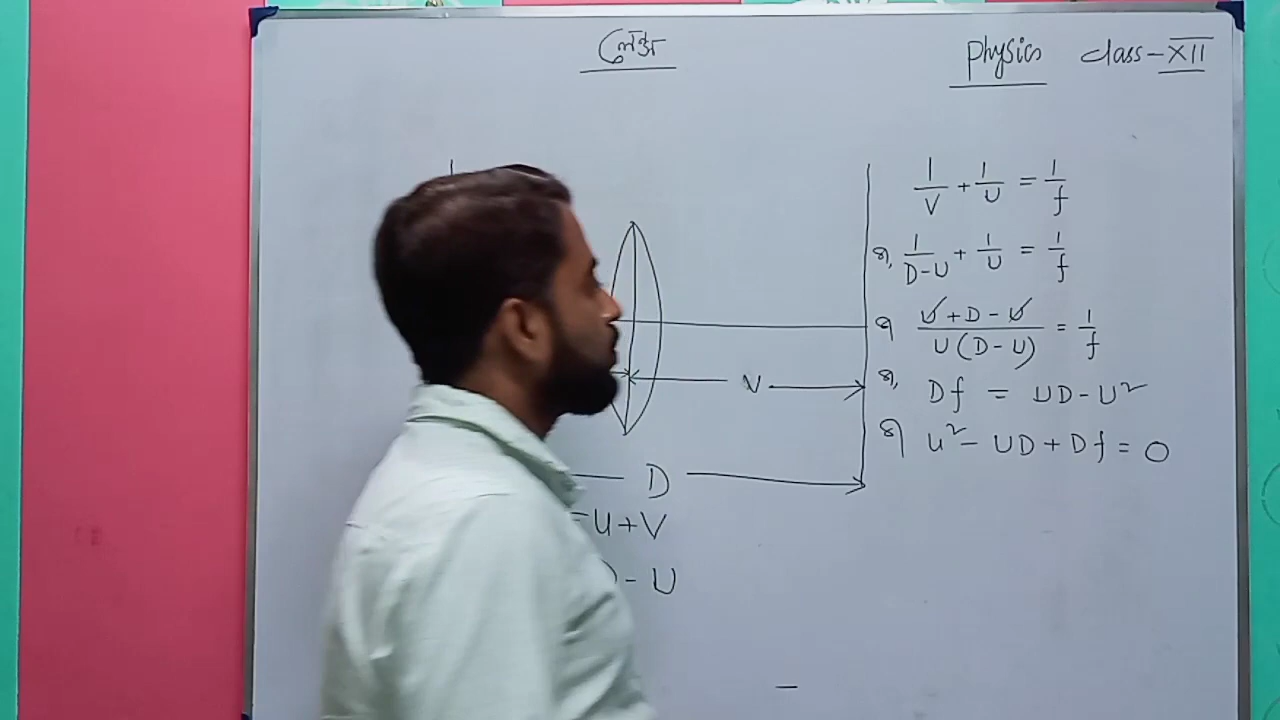 লেন্স
Physics Class-XII
1/V + 1/U = 1/f
বা, 1/(D-U) + 1/U = 1/f
বা (U+D-U)/(U(D-U)) = 1/f
বা, Df = UD-U²
বা U²-UD+Df=0
V
D
=U+V
- U